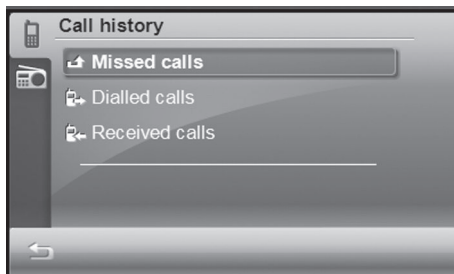 Call history
Missed calls
Dialled calls
Received calls